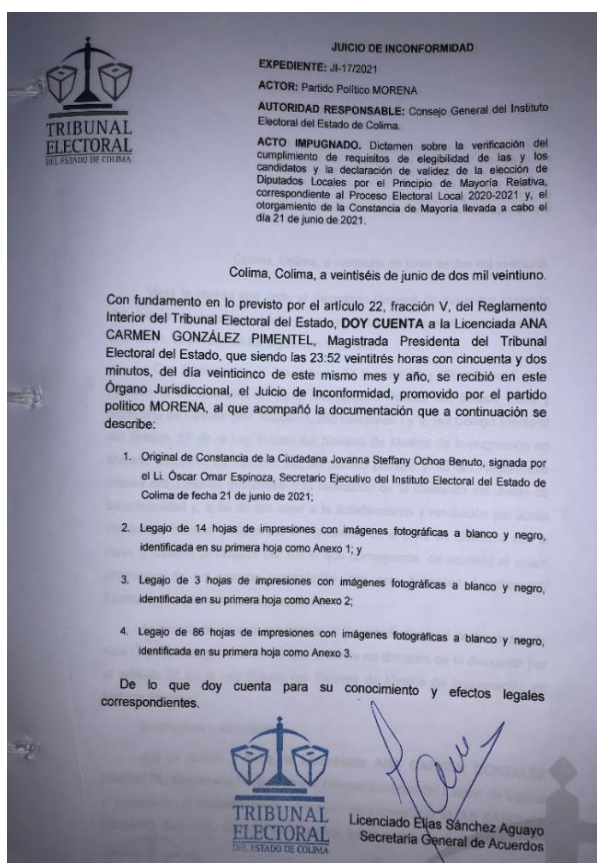 JUICIO DE INCONFORMIDAD
EXPEDIENTE: JI-17/2021
ACTOR: Partido Político MORENA
AUTORIDAD RESPONSABLE: Consejo General del Instituto
Electoral del Estado de Colima.
ACTO IMPUGNADO. Dictamen sobre la verificación del
cumplimiento de requisitos de elegibilidad de las y los
candidatos y la declaración de validez de la elección de
Diputados Locales por el Principio de Mayoría Relativa,
correspondiente al Proceso Electoral Local 2020-2021 y, el
otorgamiento de la Constancia de Mayoría llevada a cabo el
día 21 de junio de 2021.
TRIBUNAL
ELECTORAL
DEL ESTADO DE COLIMA
Colima, Colima, a veintiséis de junio de dos mil veintiuno.
Con fundamento en lo previsto por el artículo 22, fracción V, del Reglamento
Interior del Tribunal Electoral del Estado, DOY CUENTA a la Licenciada ANA
CARMEN GONZÁLEZ PIMENTEL, Magistrada Presidenta del Tribunal
Electoral del Estado, que siendo las 23:52 veintitrés horas con cincuenta y dos
minutos, del día veinticinco de este mismo mes y año, se recibió en este
Órgano Jurisdiccional, el Juicio de Inconformidad, promovido por el partido
político MORENA, al que acompañó la documentación que a continuación se
describe:
1. Original de Constancia de la Ciudadana Jovanna Steffany Ochoa Benuto, signada por
el Li. Óscar Omar Espinoza, Secretario Ejecutivo del Instituto Electoral del Estado de
Colima de fecha 21 de junio de 2021;
2. Legajo de 14 hojas de impresiones con imágenes fotográficas a blanco y negro,
identificada en su primera hoja como Anexo 1; y
3. Legajo de 3 hojas de impresiones con imágenes fotográficas a blanco y negro,
identificada en su primera hoja como Anexo 2;
4. Legajo de 86 hojas de impresiones con imágenes fotográficas a blanco y negro,
identificada en su primera hoja como Anexo 3.
De lo que doy cuenta para su conocimiento y efectos legales
correspondientes.
TRIBUNAL
ELECTORAL
DEL ESTADO DE COLIMA
Licenciado Elías Sánchez Aguayo
Secretaría General de Acuerdos